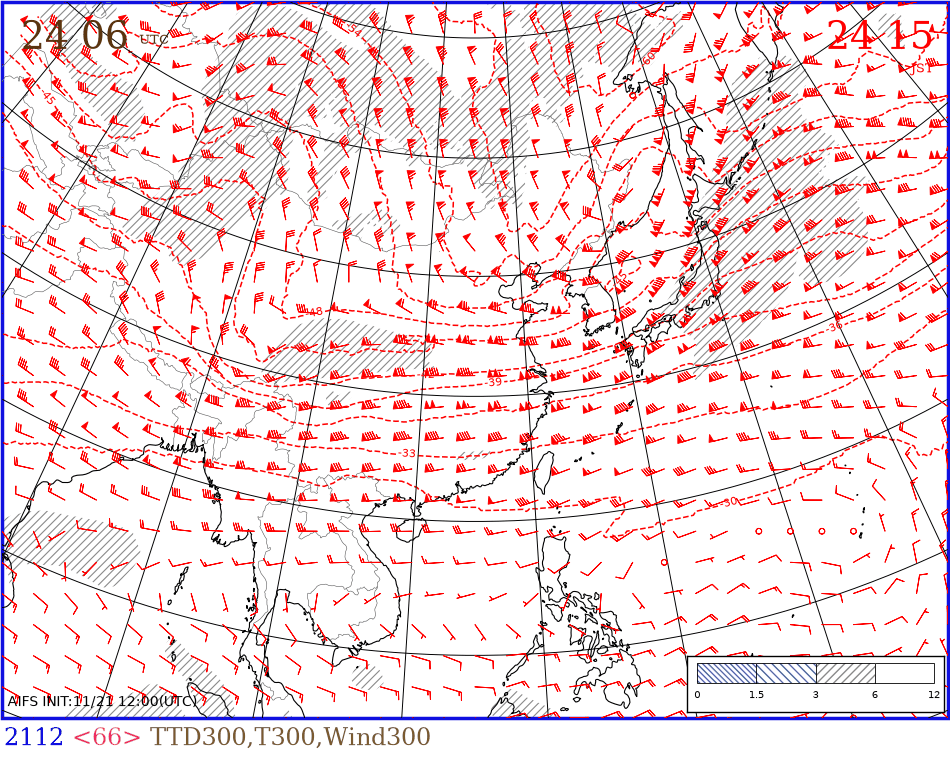 24 06 UTC
24 15 JST
-54
-60
-45
-48
-36
-39
-33
-30
0 1.5 3 6 12
AIFS INIT:11/21 12:00(UTC)
2112 <66> TTD300,T300,Wind300